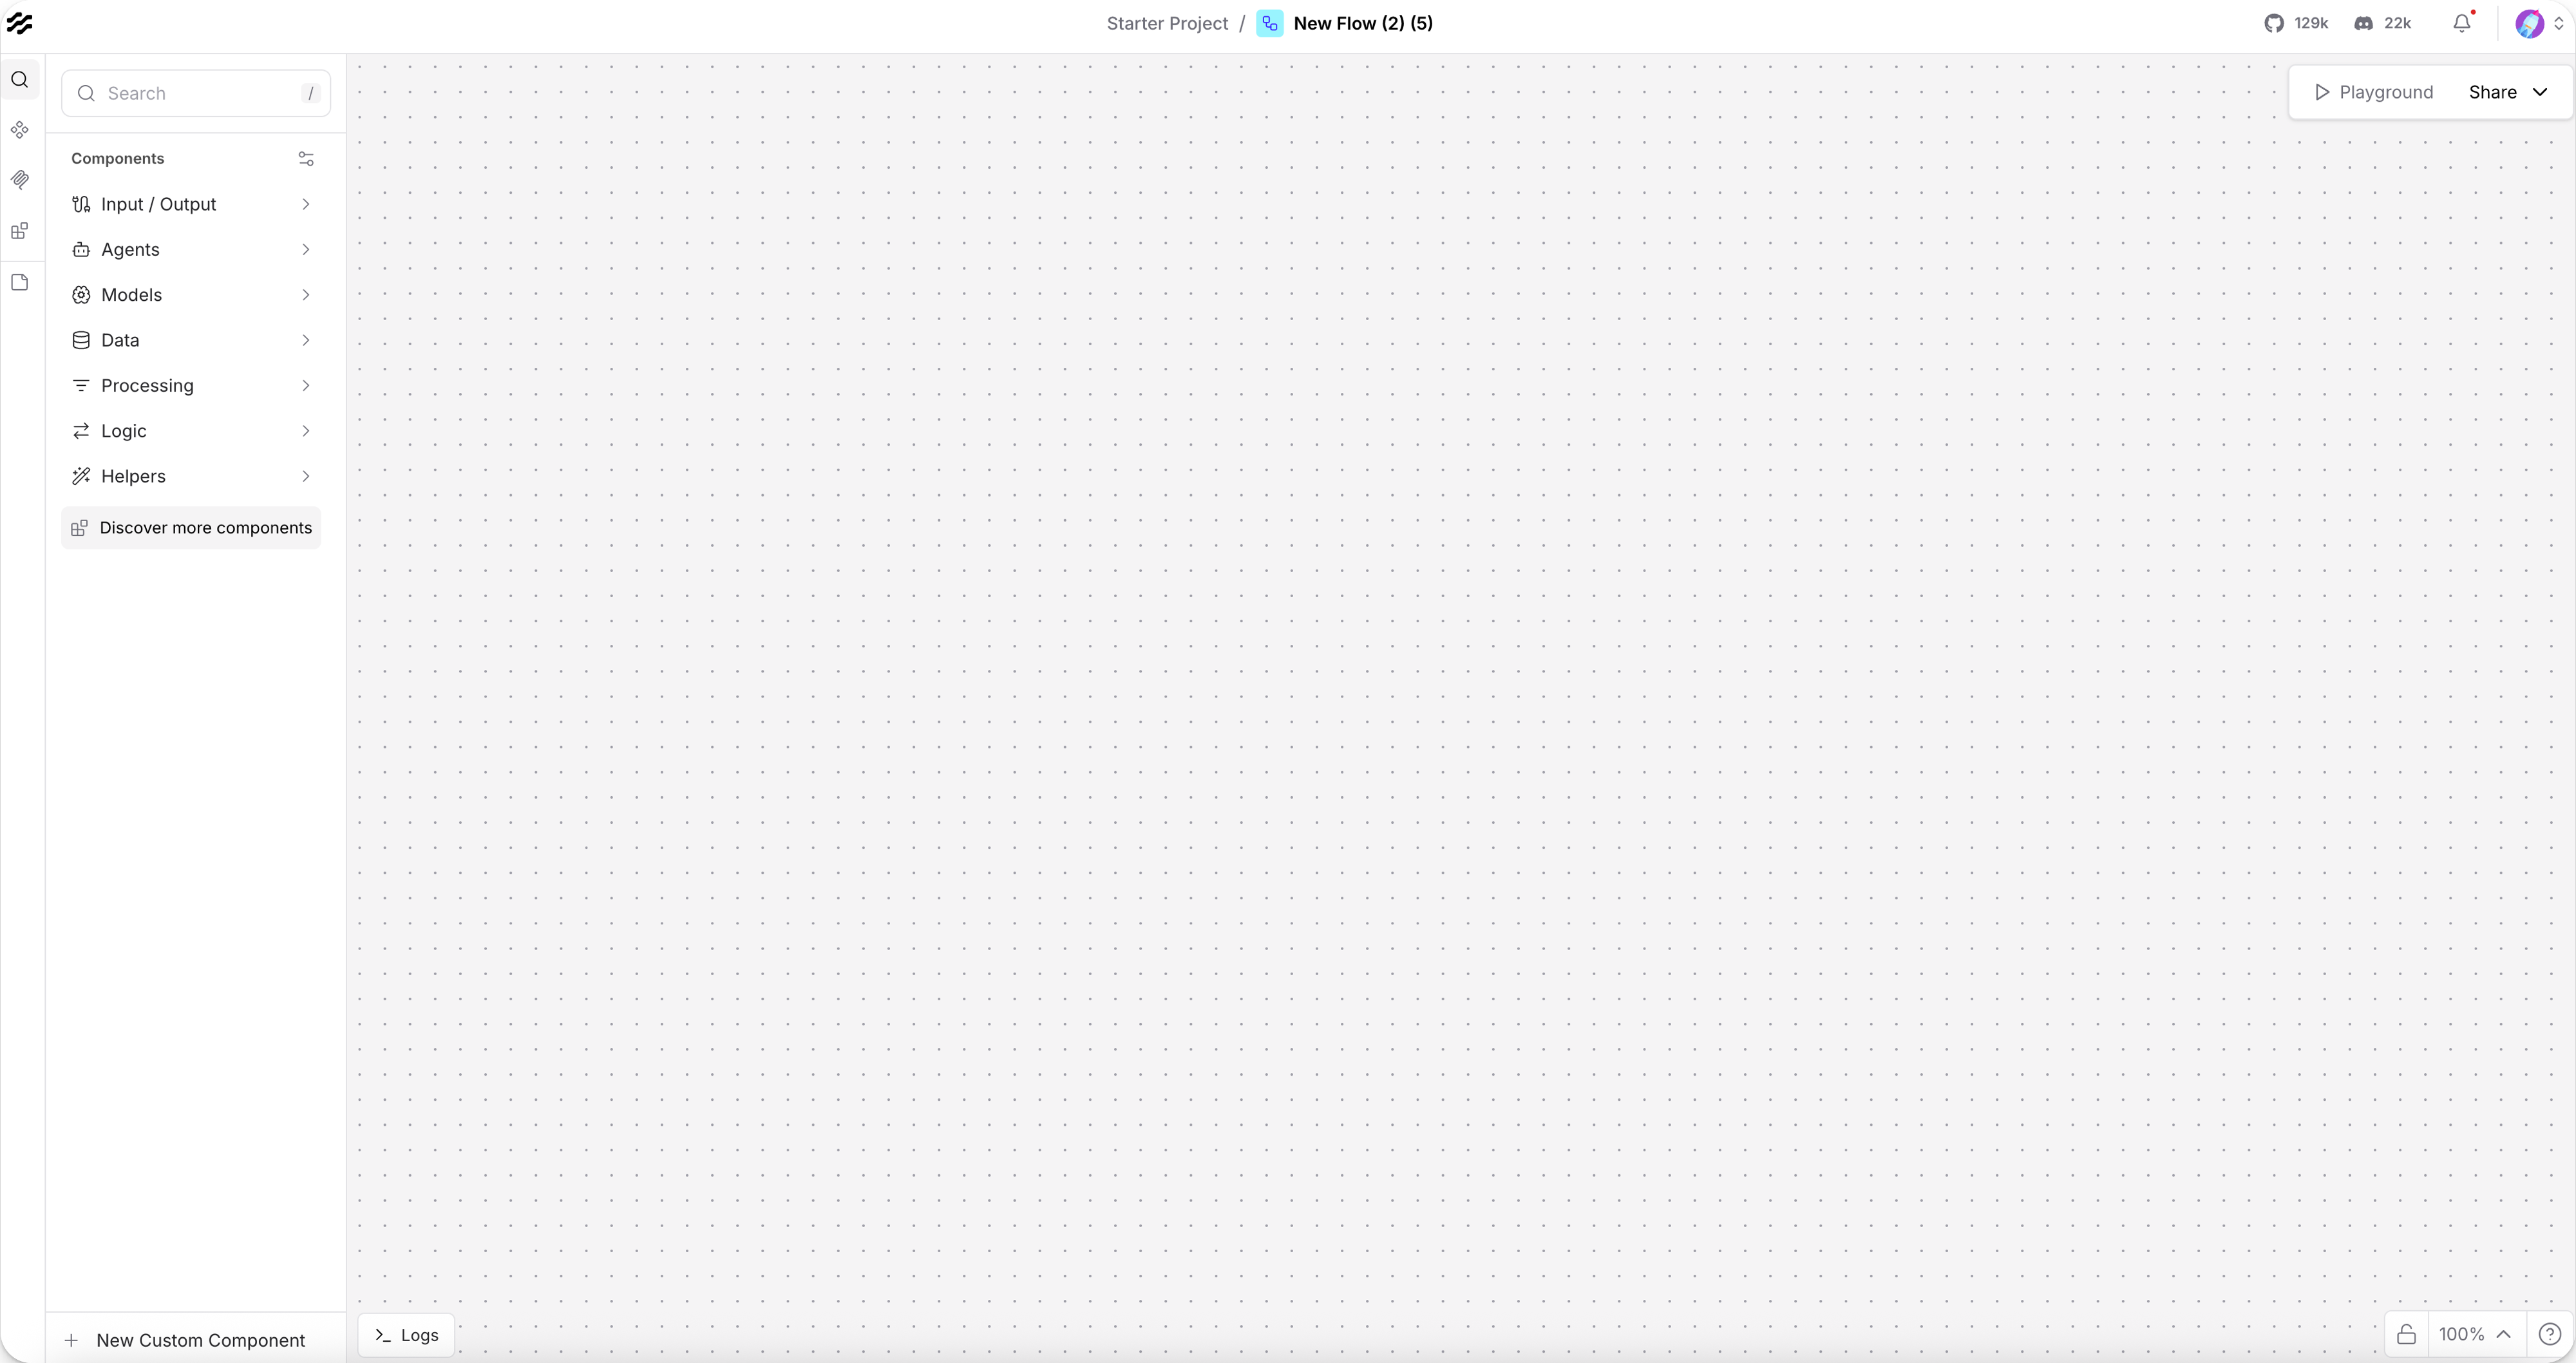 Starter Project / New Flow (2) (5)
129k 22k
Search /
Playground Share
Components
Input / Output
Agents
Models
Data
Processing
Logic
Helpers
Discover more components
New Custom Component
>_ Logs
100%